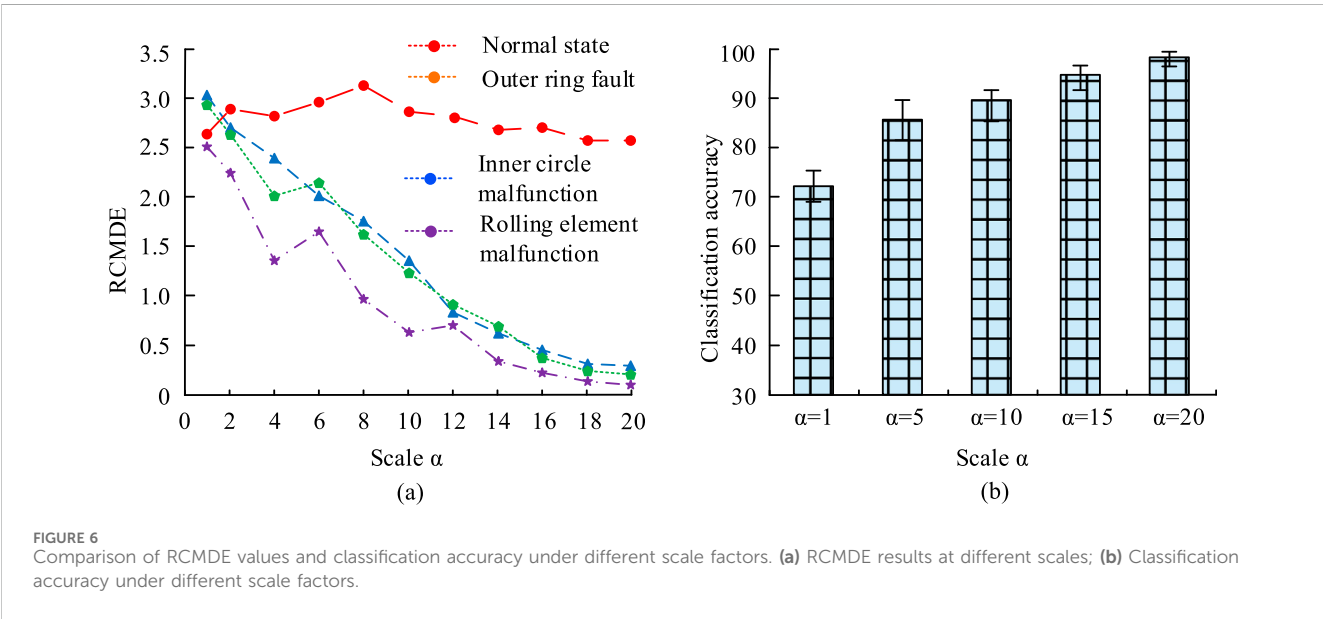 3.5
3.0
2.5
2.0
1.5
1.0
0.5
0
RCMDE
0 2 4 6 8 10 12 14 16 18 20
Scale α
(a)
Normal state
Outer ring fault
Inner circle
malfunction
Rolling element
malfunction
100
90
80
70
60
50
40
30
Classification accuracy
α=1 α=5 α=10 α=15 α=20
Scale α
(b)
FIGURE 6
Comparison of RCMDE values and classification accuracy under different scale factors. (a) RCMDE results at different scales; (b) Classification
accuracy under different scale factors.